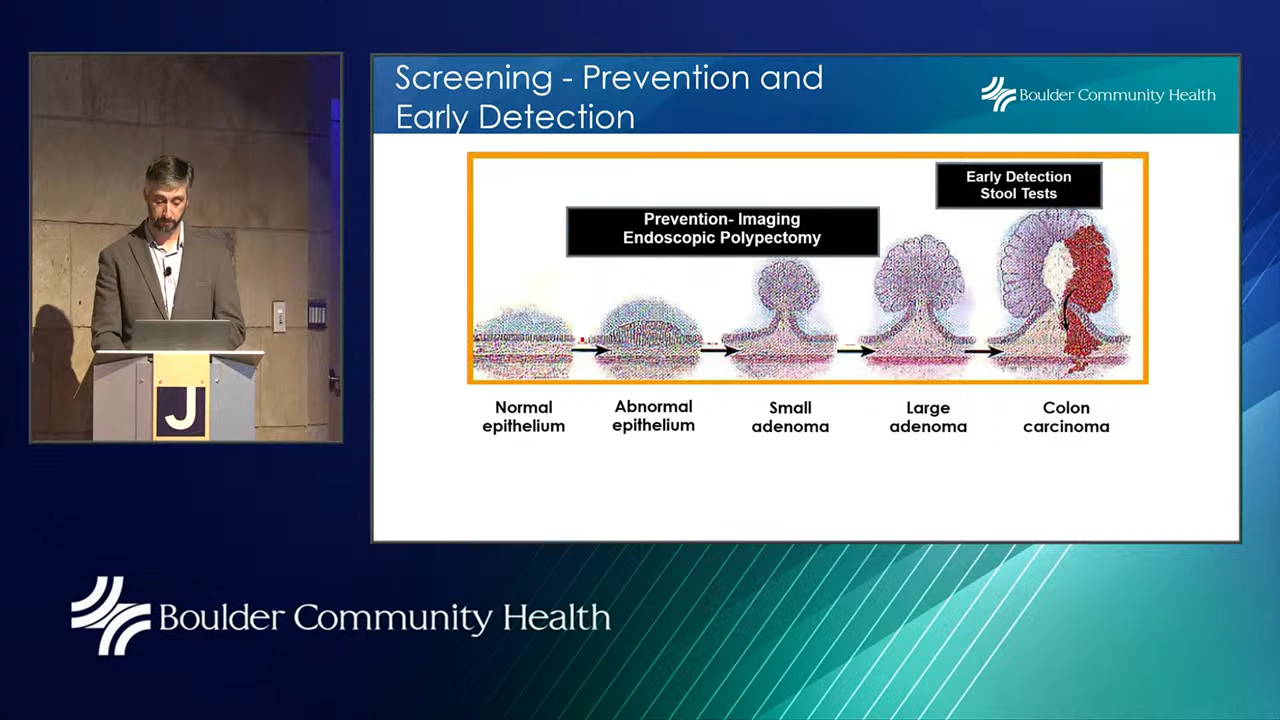 Screening - Prevention and
Early Detection
Boulder Community Health
Early Detection
Stool Tests
Prevention- Imaging
Endoscopic Polypectomy
Normal
epithelium
Abnormal
epithelium
Small
adenoma
Large
adenoma
Colon
carcinoma
J
Boulder Community Health